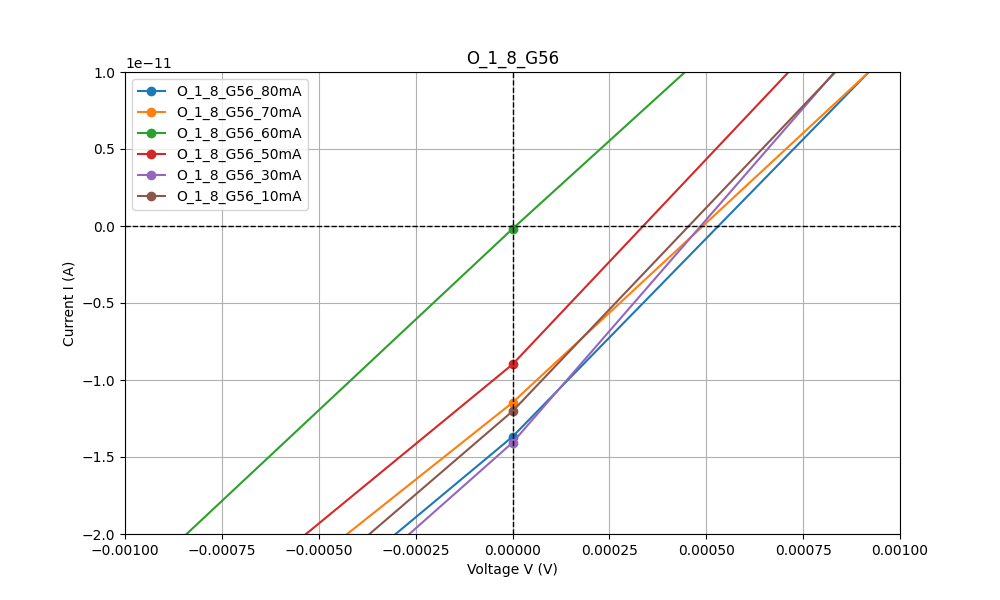 O_1_8_G56
1e−11
1.0
0.5
0.0
−0.5
−1.0
−1.5
−2.0
Current I (A)
O_1_8_G56_80mA
O_1_8_G56_70mA
O_1_8_G56_60mA
O_1_8_G56_50mA
O_1_8_G56_30mA
O_1_8_G56_10mA
−0.00100 −0.00075 −0.00050 −0.00025 0.00000 0.00025 0.00050 0.00075 0.00100
Voltage V (V)